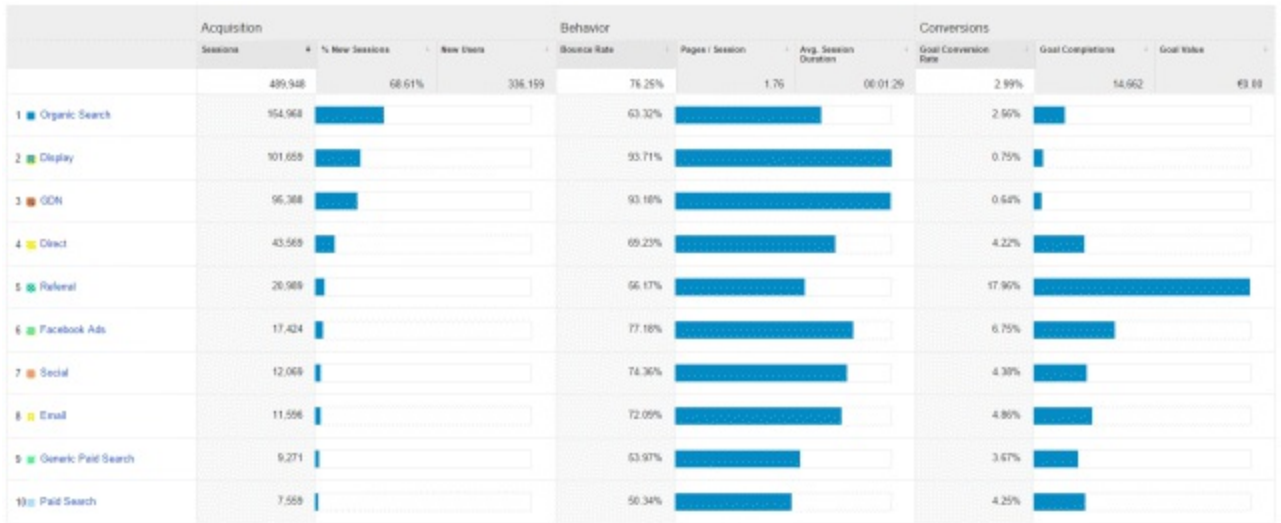 Acquisition Behavior Conversions
Sessions % New Sessions New Users Bounce Rate Pages / Session Avg. Session Duration Goal Conversion Rate Goal Completions Goal Value
489,948 68.61% 336,159 76.25% 1.76 00:01:29 2.99% 14,662 €0.00
1 Organic Search 154,968 63.32% 2.56%
2 Display 101,659 93.71% 0.75%
3 GDN 95,388 93.18% 0.64%
4 Direct 43,569 69.23% 4.22%
5 Referral 20,989 56.17% 17.96%
6 Facebook Ads 17,424 77.18% 6.75%
7 Social 12,069 74.36% 4.38%
8 Email 11,596 72.09% 4.86%
9 Generic Paid Search 9,271 53.97% 3.67%
10 Paid Search 7,559 50.34% 4.25%